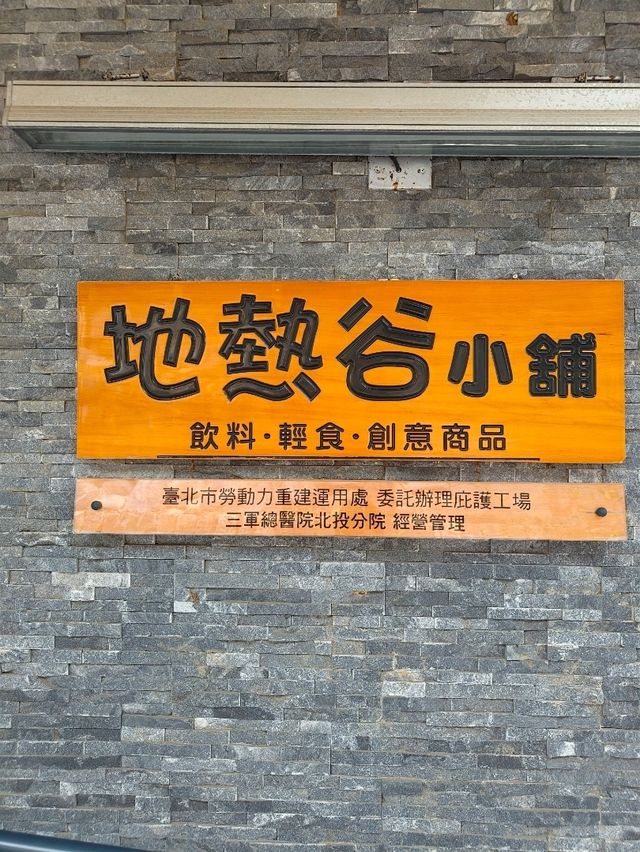 地熱谷小舖
飲料·輕食·創意商品
臺北市勞動力重建運用處 委託辦理庇護工場
三軍總醫院北投分院 經營管理